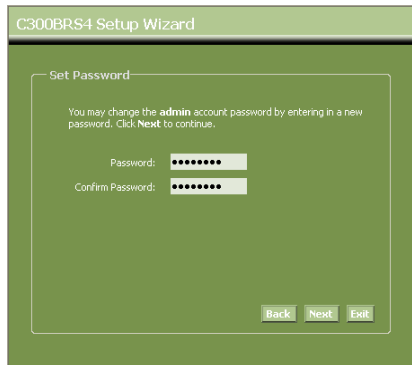 C300BRS4 Setup Wizard
Set Password
You may change the admin account password by entering in a new
password. Click Next to continue.
Password: ••••••••
Confirm Password: ••••••••
Back Next Exit